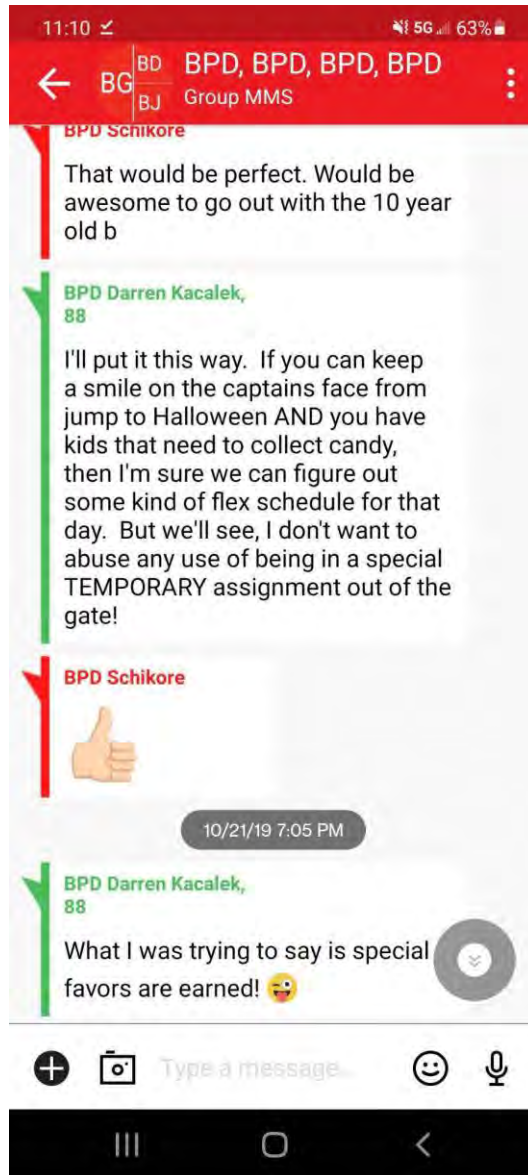 11:10
5G 63%
BG BD BJ
BPD, BPD, BPD, BPD
Group MMS
BPD Schikore
That would be perfect. Would be
awesome to go out with the 10 year
old b
BPD Darren Kacalek,
88
I'll put it this way. If you can keep
a smile on the captains face from
jump to Halloween AND you have
kids that need to collect candy,
then I'm sure we can figure out
some kind of flex schedule for that
day. But we'll see, I don't want to
abuse any use of being in a special
TEMPORARY assignment out of the
gate!
BPD Schikore
👍🏻
10/21/19 7:05 PM
BPD Darren Kacalek,
88
What I was trying to say is special
favors are earned! 😜
Type a message...